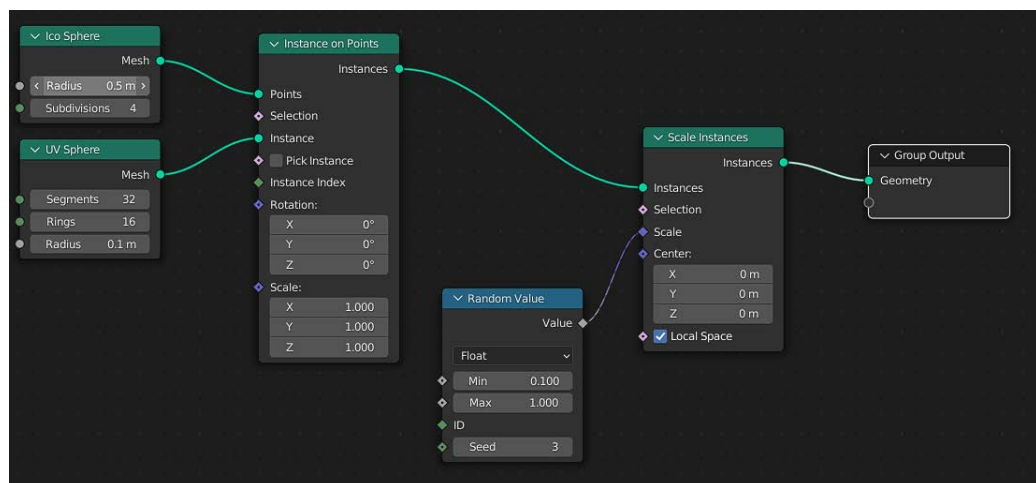 Ico Sphere
Mesh
Radius 0.5 m
Subdivisions 4
UV Sphere
Mesh
Segments 32
Rings 16
Radius 0.1 m
Instance on Points
Instances
Points
Selection
Instance
Pick Instance
Instance Index
Rotation:
X 0°
Y 0°
Z 0°
Scale:
X 1.000
Y 1.000
Z 1.000
Random Value
Value
Float
Min 0.100
Max 1.000
ID
Seed 3
Scale Instances
Instances
Instances
Selection
Scale
Center:
X 0 m
Y 0 m
Z 0 m
Local Space
Group Output
Geometry